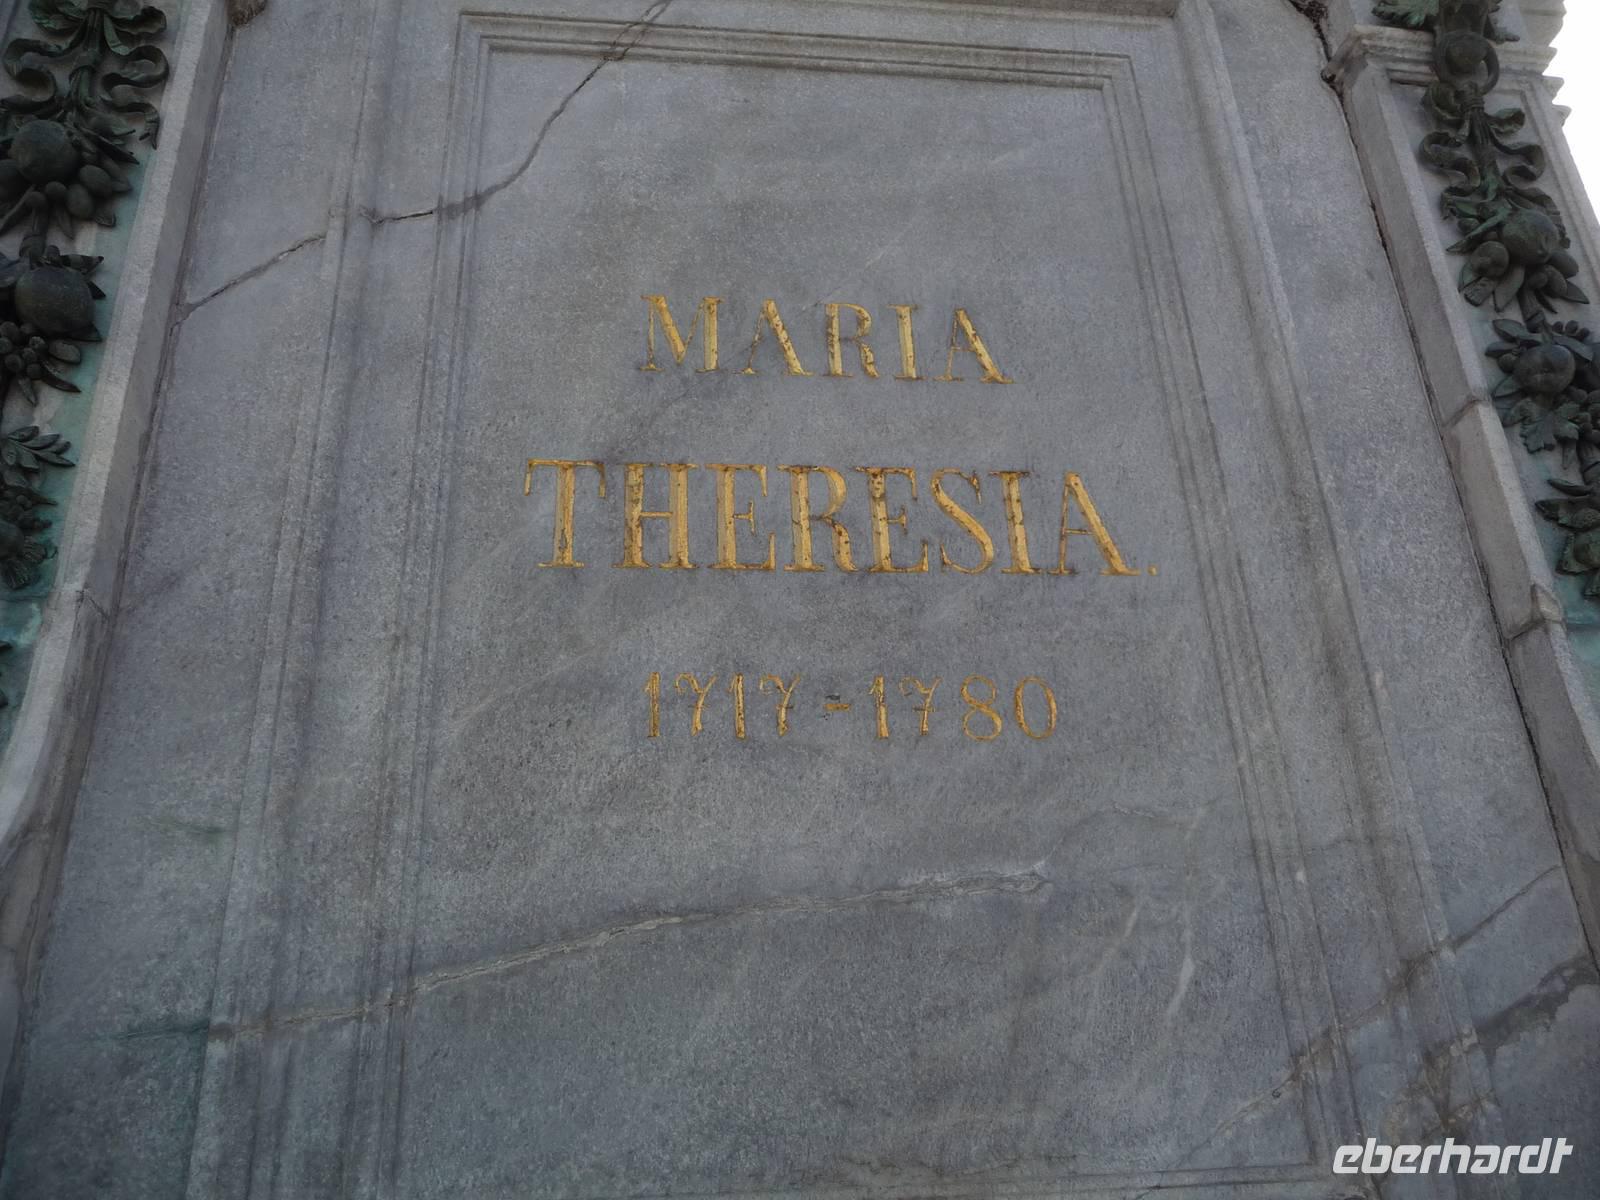 MARIA
THERESIA.
1717-1780
eberhardt